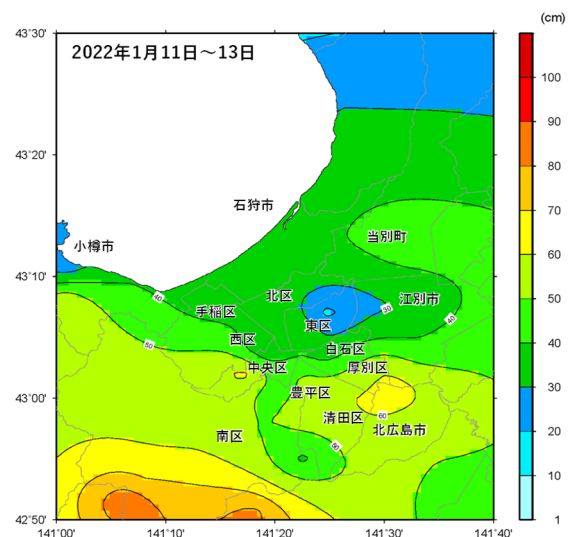 (cm)
43°30'
2022年1月11日～13日
100
90
43°20'
80
石狩市
70
当別町
小樽市
60
43°10'
40
北区
30
江別市
50
手稲区
東区
40
50
西区
白石区
40
中央区
厚別区
30
豊平区
43°00'
60
清田区
北広島市
20
南区
50
10
42°50'
1
141°00'
141°10'
141°20'
141°30'
141°40'